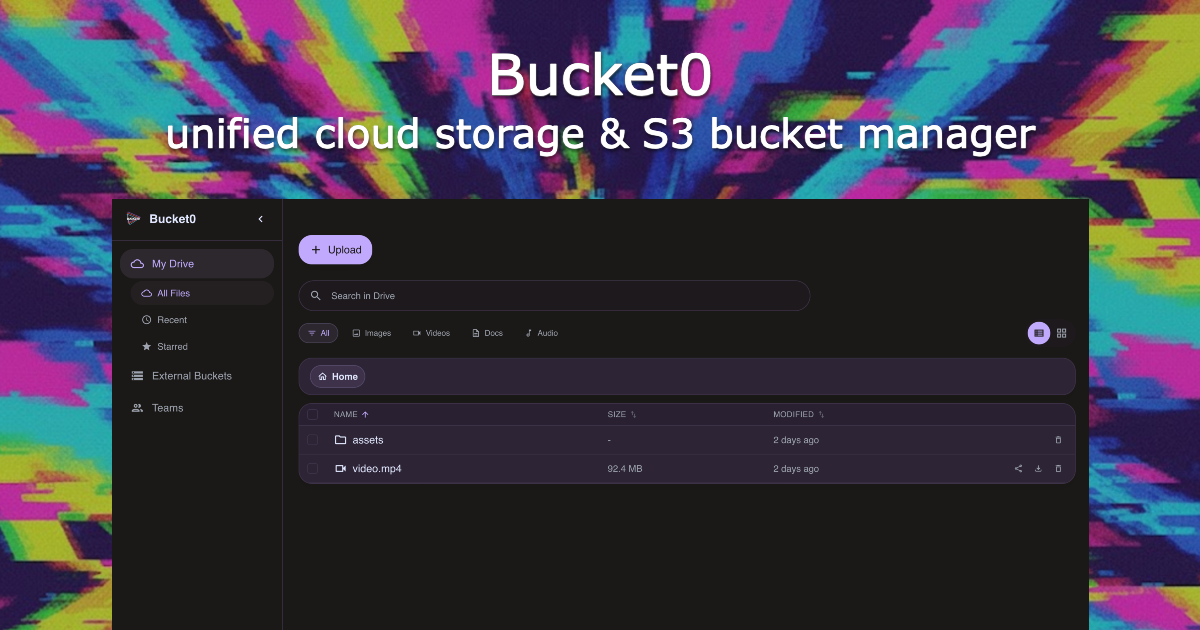 Bucket0
unified cloud storage & S3 bucket manager
Bucket0
My Drive
All Files
Recent
Starred
External Buckets
Teams
Upload
Search in Drive
All Images Videos Docs Audio
Home
NAME SIZE MODIFIED
assets - 2 days ago
video.mp4 92.4 MB 2 days ago